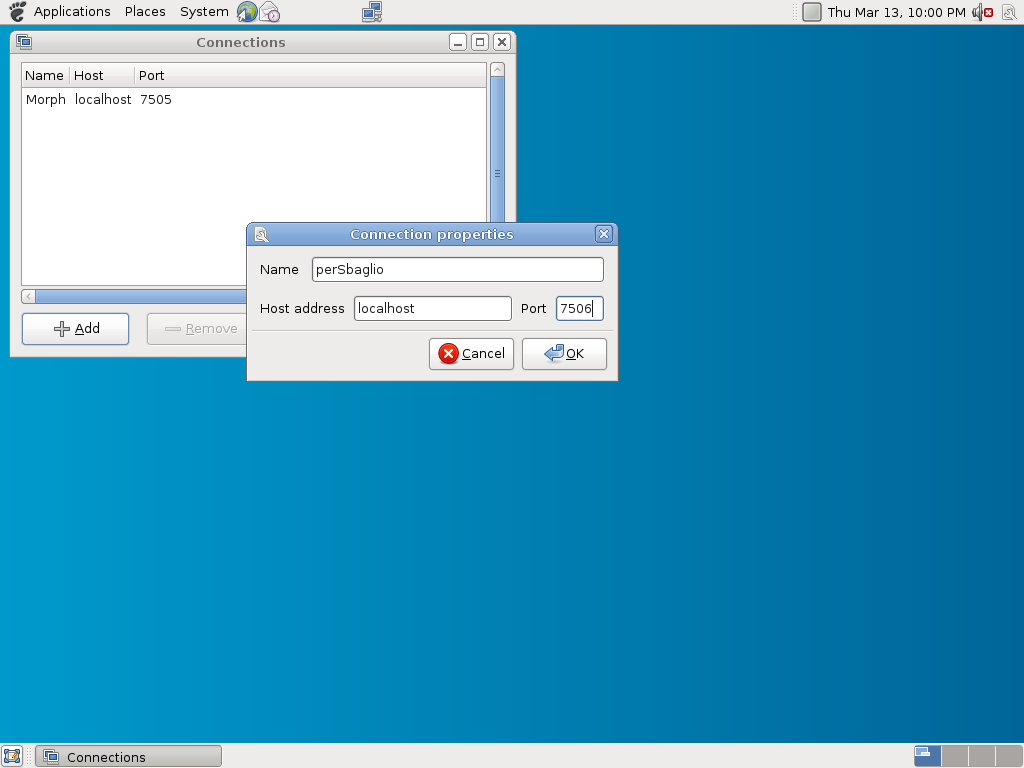 Applications Places System Thu Mar 13, 10:00 PM
Connections
Name Host Port
Morph localhost 7505
Connection properties
Name perSbaglio
Host address localhost Port 7506
Add Remove
Cancel OK
Connections